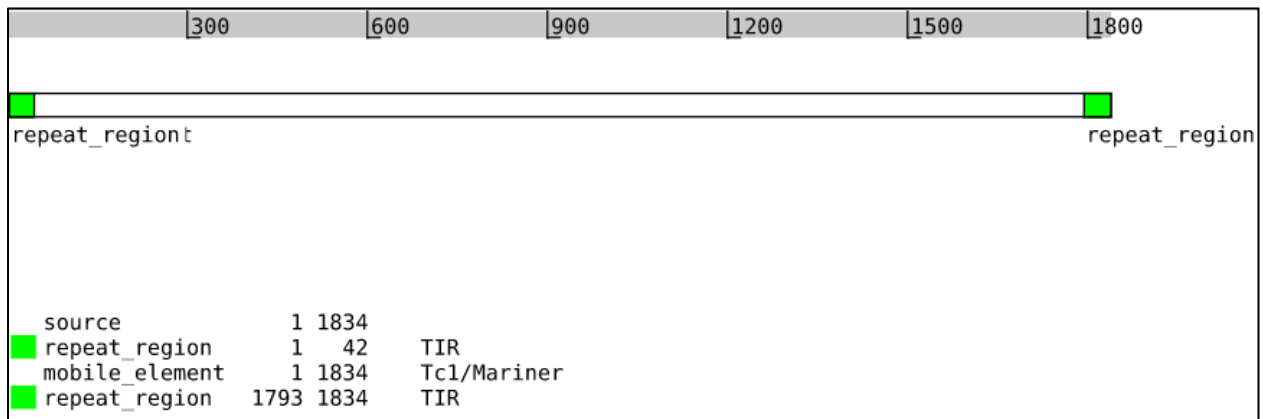 300 600 900 1200 1500 1800
repeat_region repeat_region
source 1 1834
repeat_region 1 42 TIR
mobile_element 1 1834 Tc1/Mariner
repeat_region 1793 1834 TIR